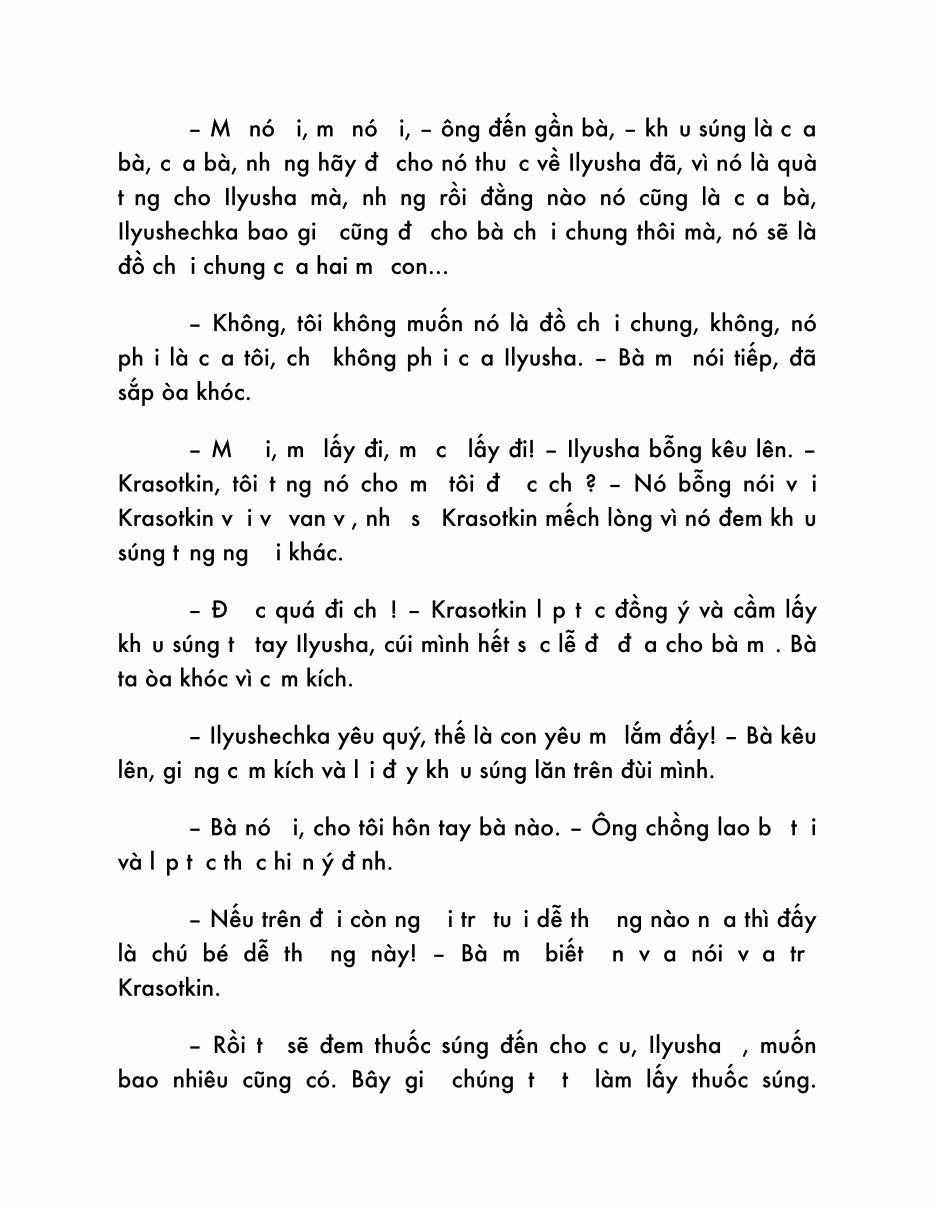 – M nó i, m nó i, – ông đến gần bà, – kh u súng là c a
bà, c a bà, nh ng hãy đ cho nó thu c về Ilyusha đã, vì nó là quà
t ng cho Ilyusha mà, nh ng rồi đằng nào nó cũng là c a bà,
Ilyushechka bao gi cũng đ cho bà ch i chung thôi mà, nó sẽ là
đồ ch i chung c a hai m con...
– Không, tôi không muốn nó là đồ ch i chung, không, nó
ph i là c a tôi, ch không ph i c a Ilyusha. – Bà m nói tiếp, đã
sắp òa khóc.
– M i, m lấy đi, m c lấy đi! – Ilyusha bỗng kêu lên. –
Krasotkin, tôi t ng nó cho m tôi đ c ch ? – Nó bỗng nói v i
Krasotkin v i v van v , nh s Krasotkin mếch lòng vì nó đem kh u
súng t ng ng i khác.
– Đ c quá đi ch ! – Krasotkin l p t c đồng ý và cầm lấy
kh u súng t tay Ilyusha, cúi mình hết s c lễ đ đ a cho bà m . Bà
ta òa khóc vì c m kích.
– Ilyushechka yêu quý, thế là con yêu m lắm đấy! – Bà kêu
lên, gi ng c m kích và l i đ y kh u súng lăn trên đùi mình.
– Bà nó i, cho tôi hôn tay bà nào. – Ông chồng lao b t i
và l p t c th c hi n ý đ nh.
– Nếu trên đ i còn ng i tr tu i dễ th ng nào n a thì đấy
là chú bé dễ th ng này! – Bà m biết n v a nói v a tr
Krasotkin.
– Rồi t sẽ đem thuốc súng đến cho c u, Ilyusha , muốn
bao nhiêu cũng có. Bây gi chúng t t làm lấy thuốc súng.